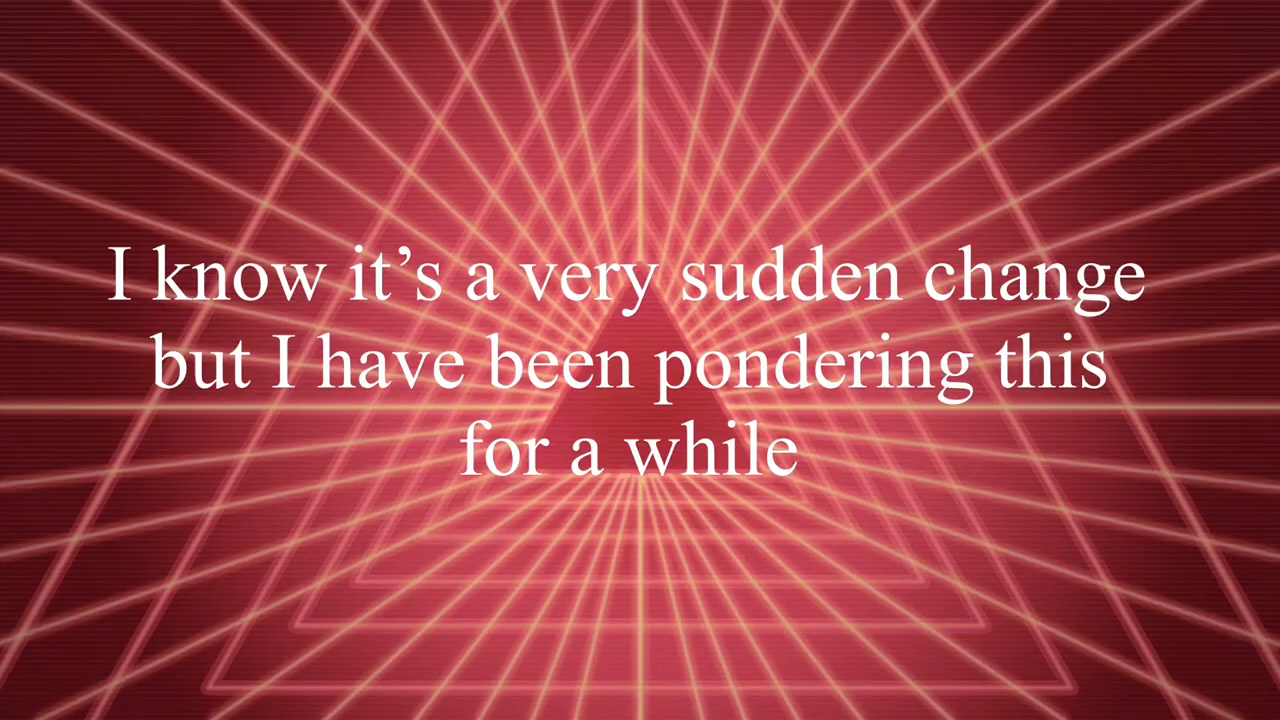 I know it’s a very sudden change
but I have been pondering this
for a while